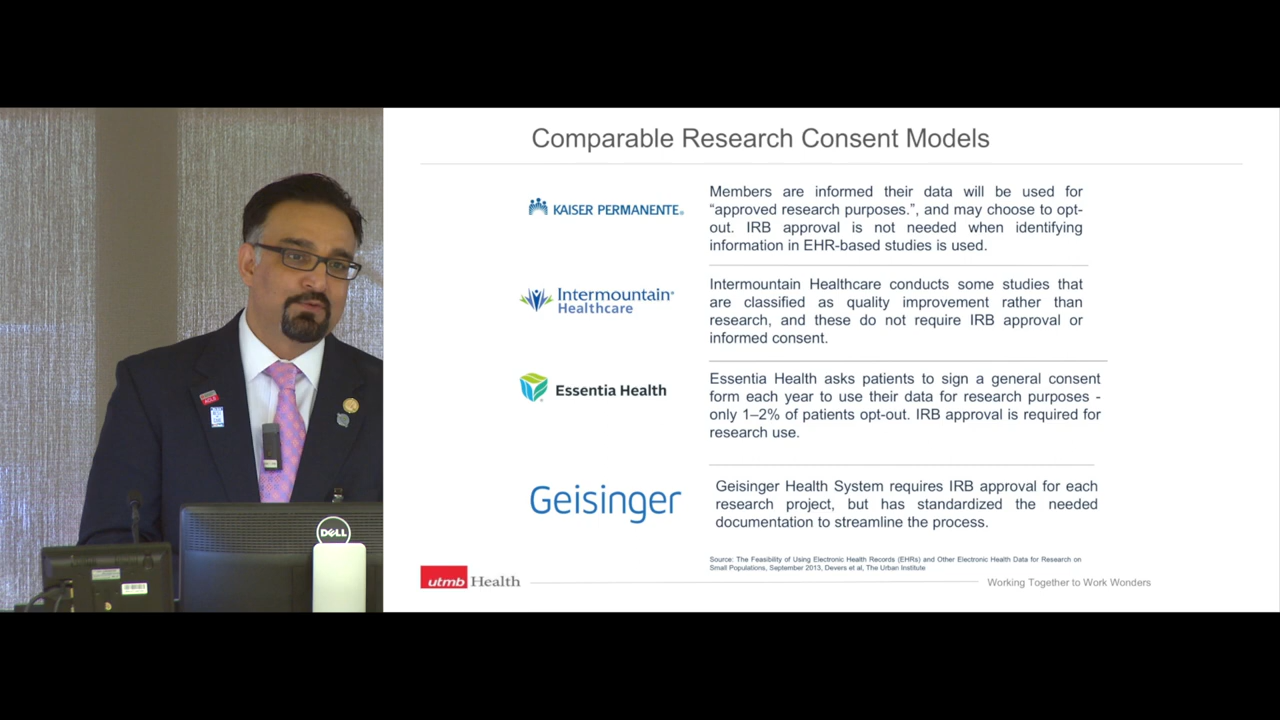 Comparable Research Consent Models
KAISER PERMANENTE®
Members are informed their data will be used for
“approved research purposes.”, and may choose to opt-
out. IRB approval is not needed when identifying
information in EHR-based studies is used.
Intermountain®
Healthcare
Intermountain Healthcare conducts some studies that
are classified as quality improvement rather than
research, and these do not require IRB approval or
informed consent.
Essentia Health
Essentia Health asks patients to sign a general consent
form each year to use their data for research purposes -
only 1–2% of patients opt-out. IRB approval is required for
research use.
Geisinger
Geisinger Health System requires IRB approval for each
research project, but has standardized the needed
documentation to streamline the process.
Source: The Feasibility of Using Electronic Health Records (EHRs) and Other Electronic Health Data for Research on
Small Populations, September 2013, Devers et al, The Urban Institute
utmb Health
Working Together to Work Wonders
DELL